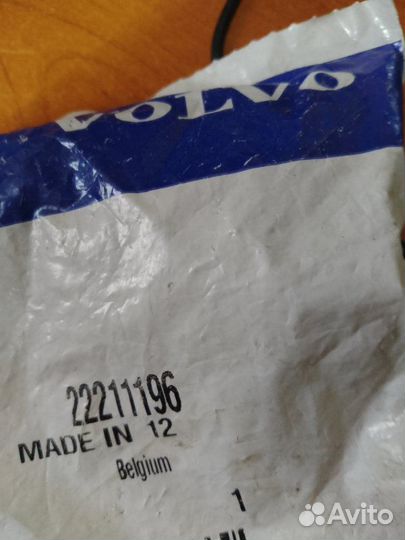 VOLVO
22211196
MADE IN 12
Belgium
1
Avito